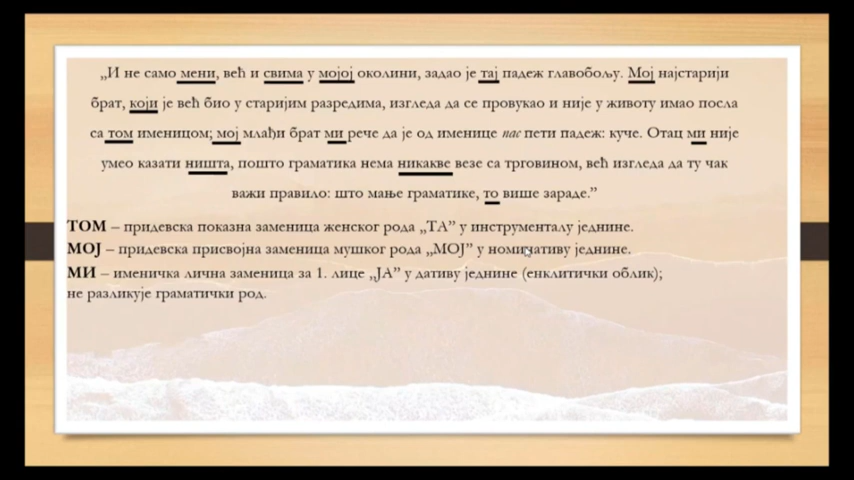 „И не само мени, већ и свима у мојој околини, задао је тај падеж главобољу. Мој најстарији
брат, који је већ био у старијим разредима, изгледа да се провукао и није у животу имао посла
са том именицом; мој млађи брат ми рече да је од именице пас пети падеж: куче. Отац ми није
умео казати ништа, пошто граматика нема никакве везе са трговином, већ изгледа да ту чак
важи правило: што мање граматике, то више зараде.”
ТОМ – придевска показна заменица женског рода „ТА” у инструменталу једнине.
МОЈ – придевска присвојна заменица мушког рода „МОЈ” у номинативу једнине.
МИ – именичка лична заменица за 1. лице „ЈА” у дативу једнине (енклитички облик);
не разликује граматички род.